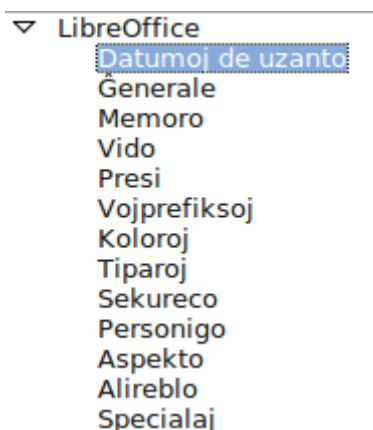 LibreOffice
Datumoj de uzanto
Ĝenerale
Memoro
Vido
Presi
Vojprefiksoj
Koloroj
Tiparoj
Sekureco
Personigo
Aspekto
Alireblo
Specialaj